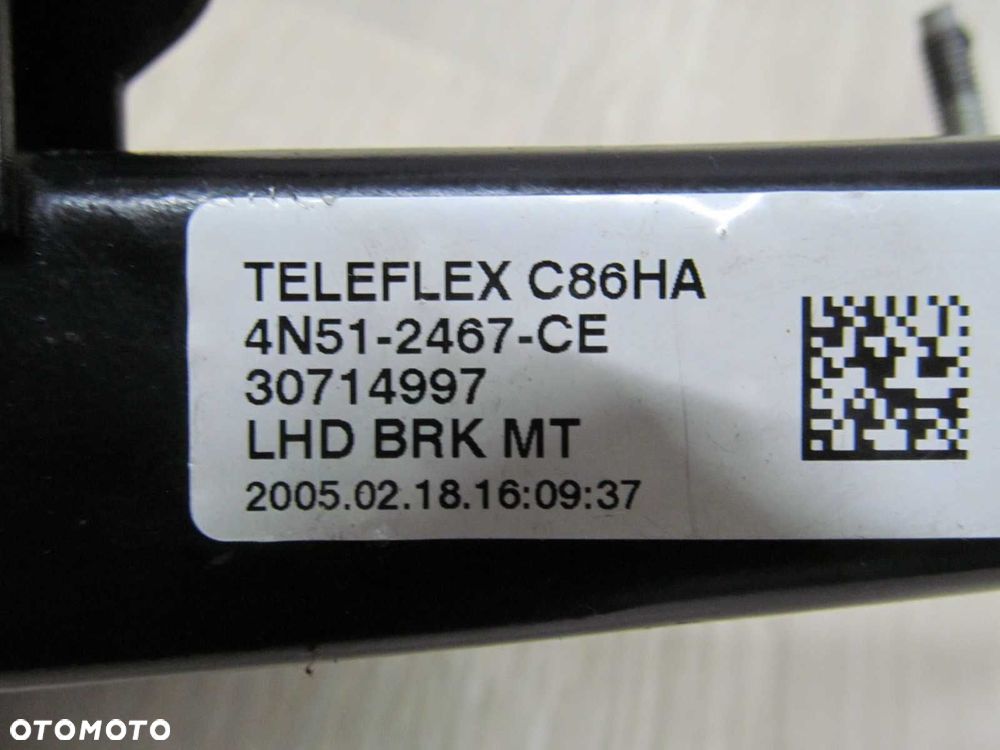 TELEFLEX C86HA
4N51-2467-CE
30714997
LHD BRK MT
2005.02.18.16:09:37
OTOMOTO